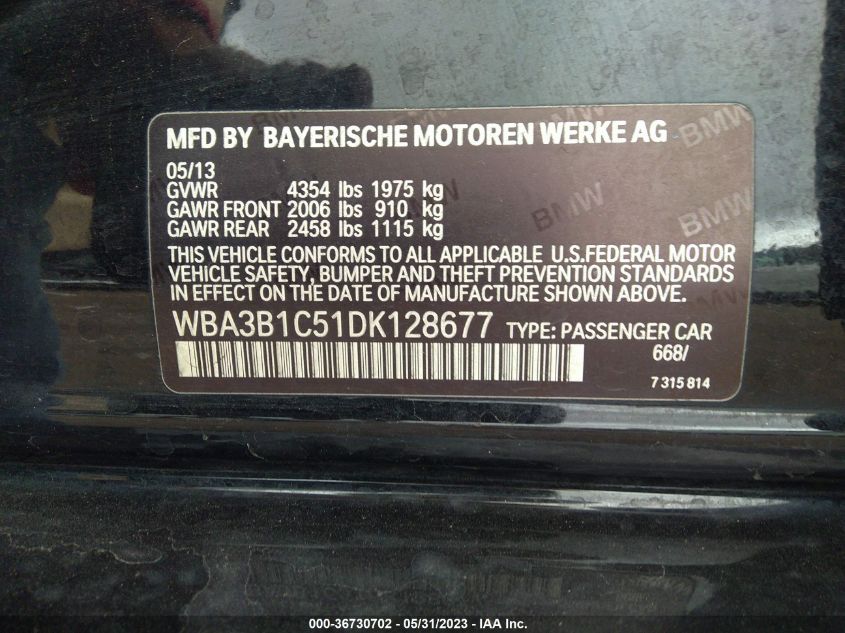 MFD BY BAYERISCHE MOTOREN WERKE AG
05/13
GVWR 4354 lbs 1975 kg
GAWR FRONT 2006 lbs 910 kg
GAWR REAR 2458 lbs 1115 kg
THIS VEHICLE CONFORMS TO ALL APPLICABLE U.S.FEDERAL MOTOR
VEHICLE SAFETY, BUMPER AND THEFT PREVENTION STANDARDS
IN EFFECT ON THE DATE OF MANUFACTURE SHOWN ABOVE.
WBA3B1C51DK128677 TYPE: PASSENGER CAR
668/
7 315 814
BMW
BMW
BMW
BMW
000-36730702 - 05/31/2023 - IAA Inc.